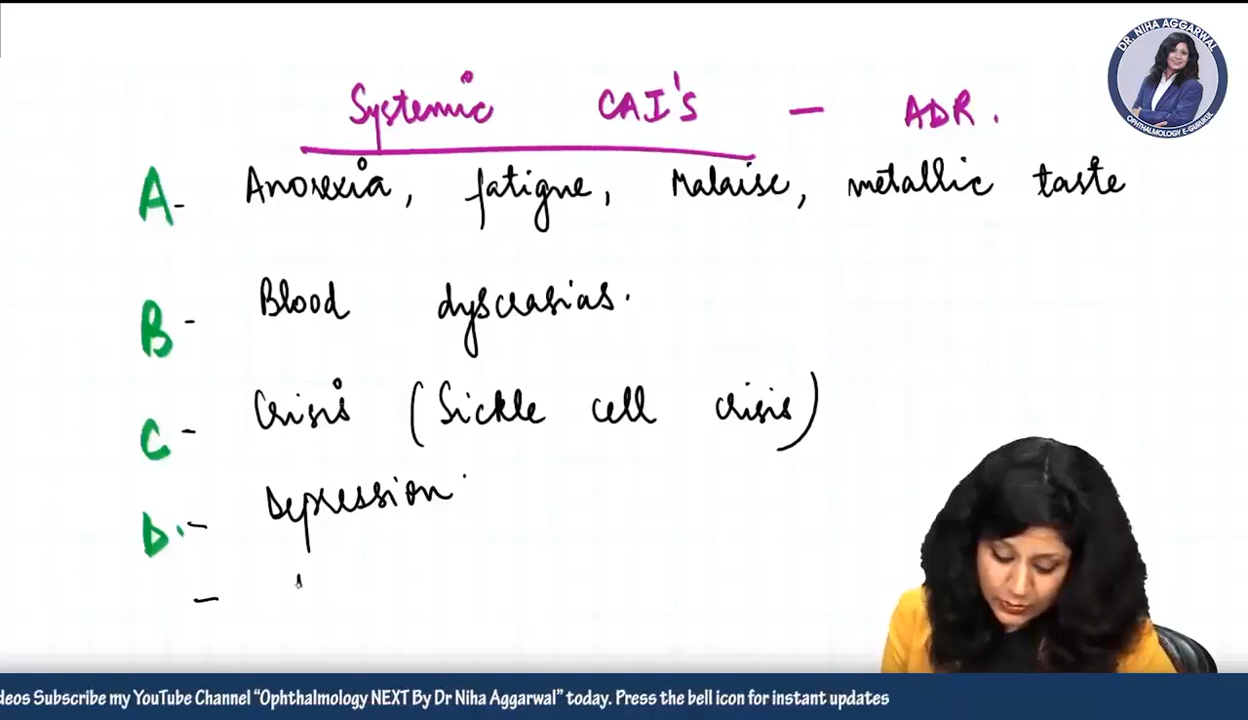 DR. NIHA AGGARWAL
OPHTHALMOLOGY E-GURUKUL
Systemic CAI's - ADR.
A- Anorexia, fatigue, Malaise, metallic taste
B- Blood dyscrasias.
C- Crisis (Sickle cell crisis)
D.- Depression.
-
deos Subscribe my YouTube Channel “Ophthalmology NEXT By Dr Niha Aggarwal” today. Press the bell icon for instant updates